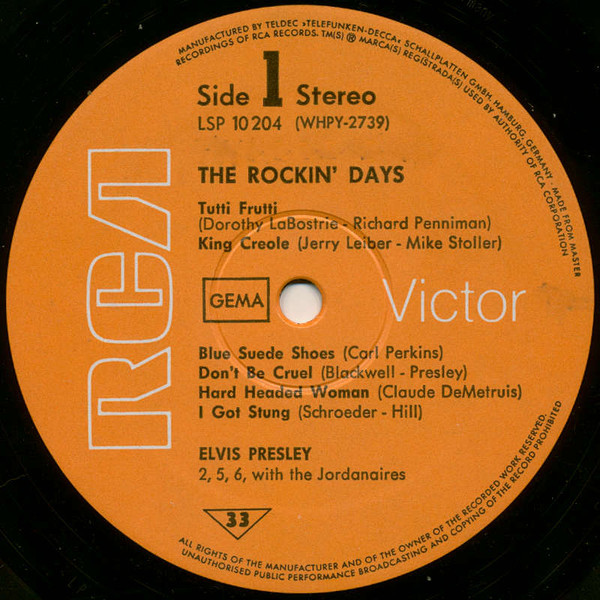 MANUFACTURED BY TELDEC »TELEFUNKEN-DECCA« SCHALLPLATTEN GMBH, HAMBURG, GERMANY · MADE FROM MASTER
RECORDINGS OF RCA RECORDS. TM(S) ® MARCA(S) REGISTRADA(S) USED BY AUTHORITY OF RCA CORPORATION
Side 1 Stereo
LSP 10 204 (WHPY-2739)
THE ROCKIN' DAYS
Tutti Frutti
(Dorothy LaBostrie - Richard Penniman)
King Creole (Jerry Leiber - Mike Stoller)
RCA
GEMA
Victor
Blue Suede Shoes (Carl Perkins)
Don't Be Cruel (Blackwell - Presley)
Hard Headed Woman (Claude DeMetruis)
I Got Stung (Schroeder - Hill)
ELVIS PRESLEY
2, 5, 6, with the Jordanaires
33
ALL RIGHTS OF THE MANUFACTURER AND OF THE OWNER OF THE RECORDED WORK RESERVED.
UNAUTHORISED PUBLIC PERFORMANCE BROADCASTING AND COPYING OF THE RECORD PROHIBITED